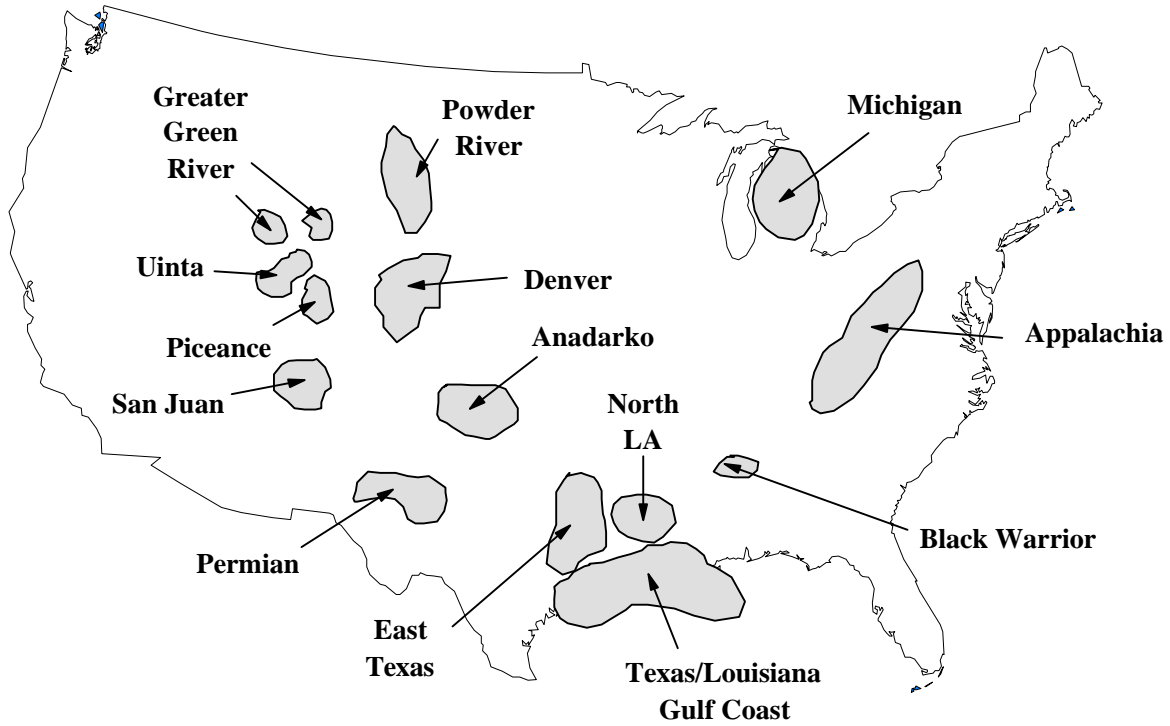 Greater
Green
River
Powder
River
Michigan
Uinta
Denver
Piceance
Anadarko
Appalachia
San Juan
North
LA
Permian
Black Warrior
East
Texas
Texas/Louisiana
Gulf Coast